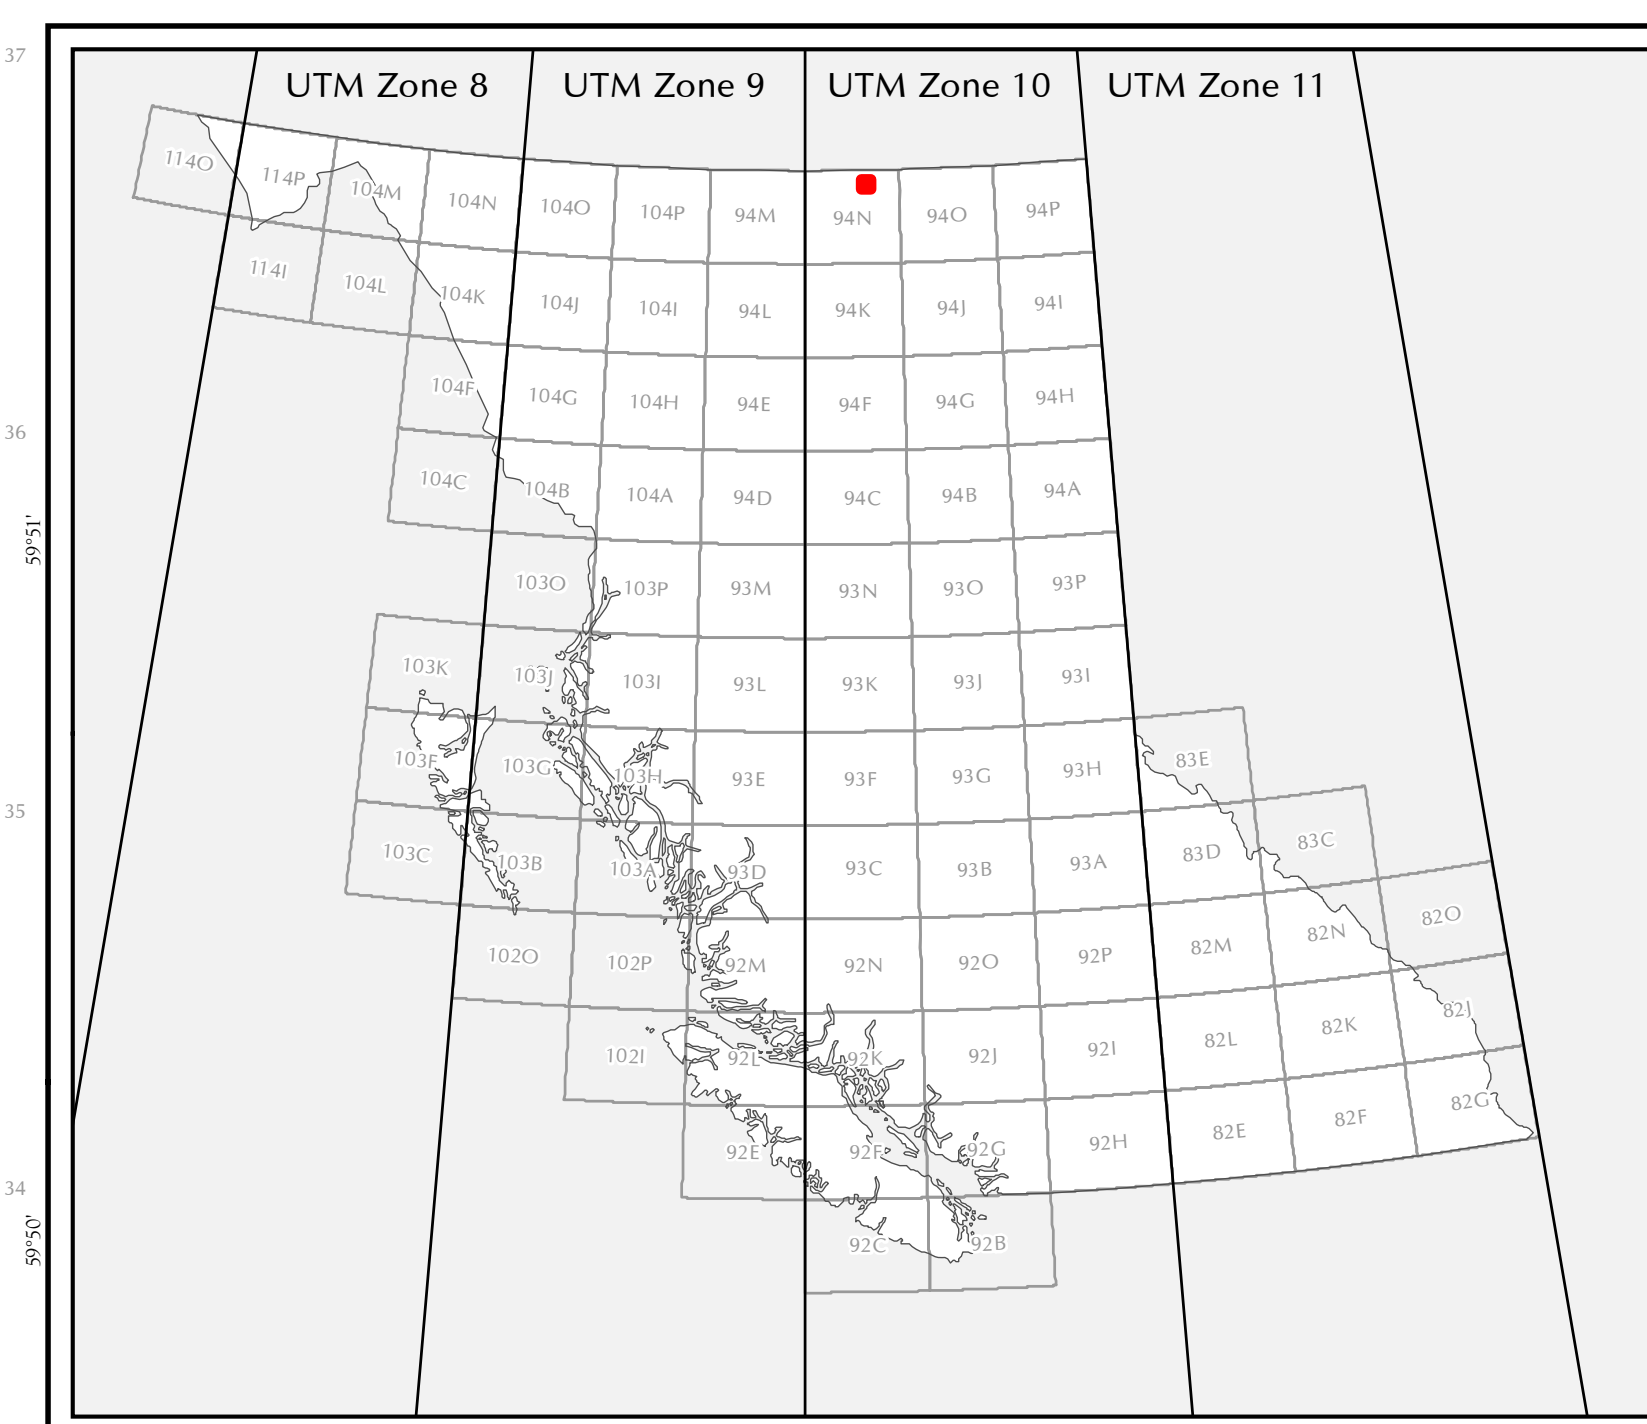 37
UTM Zone 8 UTM Zone 9 UTM Zone 10 UTM Zone 11
114O 114P 104M 104N 104O 104P 94M 94N 94O 94P
114I 104L 104K 104J 104I 94L 94K 94J 94I
104F 104G 104H 94E 94F 94G 94H
36
104C 104B 104A 94D 94C 94B 94A
59°51'
103O 103P 93M 93N 93O 93P
103K 103J 103I 93L 93K 93J 93I
103F 103G 103H 93E 93F 93G 93H 83E
35
103C 103B 103A 93D 93C 93B 93A 83D 83C
102O 102P 92M 92N 92O 92P 82M 82N 82O
102I 92L 92K 92J 92I 82L 82K 82J
92E 92F 92G 92H 82E 82F 82G
34
59°50'
92C 92B